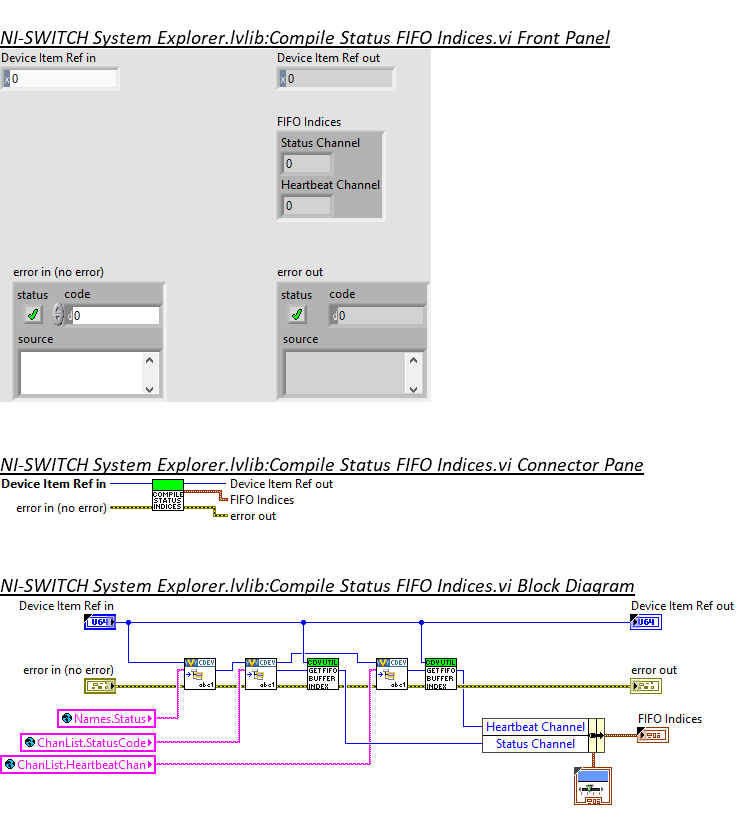 NI-SWITCH System Explorer.lvlib:Compile Status FIFO Indices.vi Front Panel
Device Item Ref in
Device Item Ref out
x 0
x 0
FIFO Indices
Status Channel
0
Heartbeat Channel
0
error in (no error)
error out
status code
status code
d 0
d 0
source
source
NI-SWITCH System Explorer.lvlib:Compile Status FIFO Indices.vi Connector Pane
Device Item Ref in
Device Item Ref out
COMPILE
STATUS
INDICES
FIFO Indices
error in (no error)
error out
NI-SWITCH System Explorer.lvlib:Compile Status FIFO Indices.vi Block Diagram
Device Item Ref in
Device Item Ref out
U64
U64
error in (no error)
CDEV
abc1
CDEV
abc1
CDVUTIL
GET FIFO
BUFFER
INDEX
CDEV
abc1
CDVUTIL
GET FIFO
BUFFER
INDEX
error out
Names.Status
ChanList.StatusCode
ChanList.HeartbeatChan
Heartbeat Channel
Status Channel
FIFO Indices